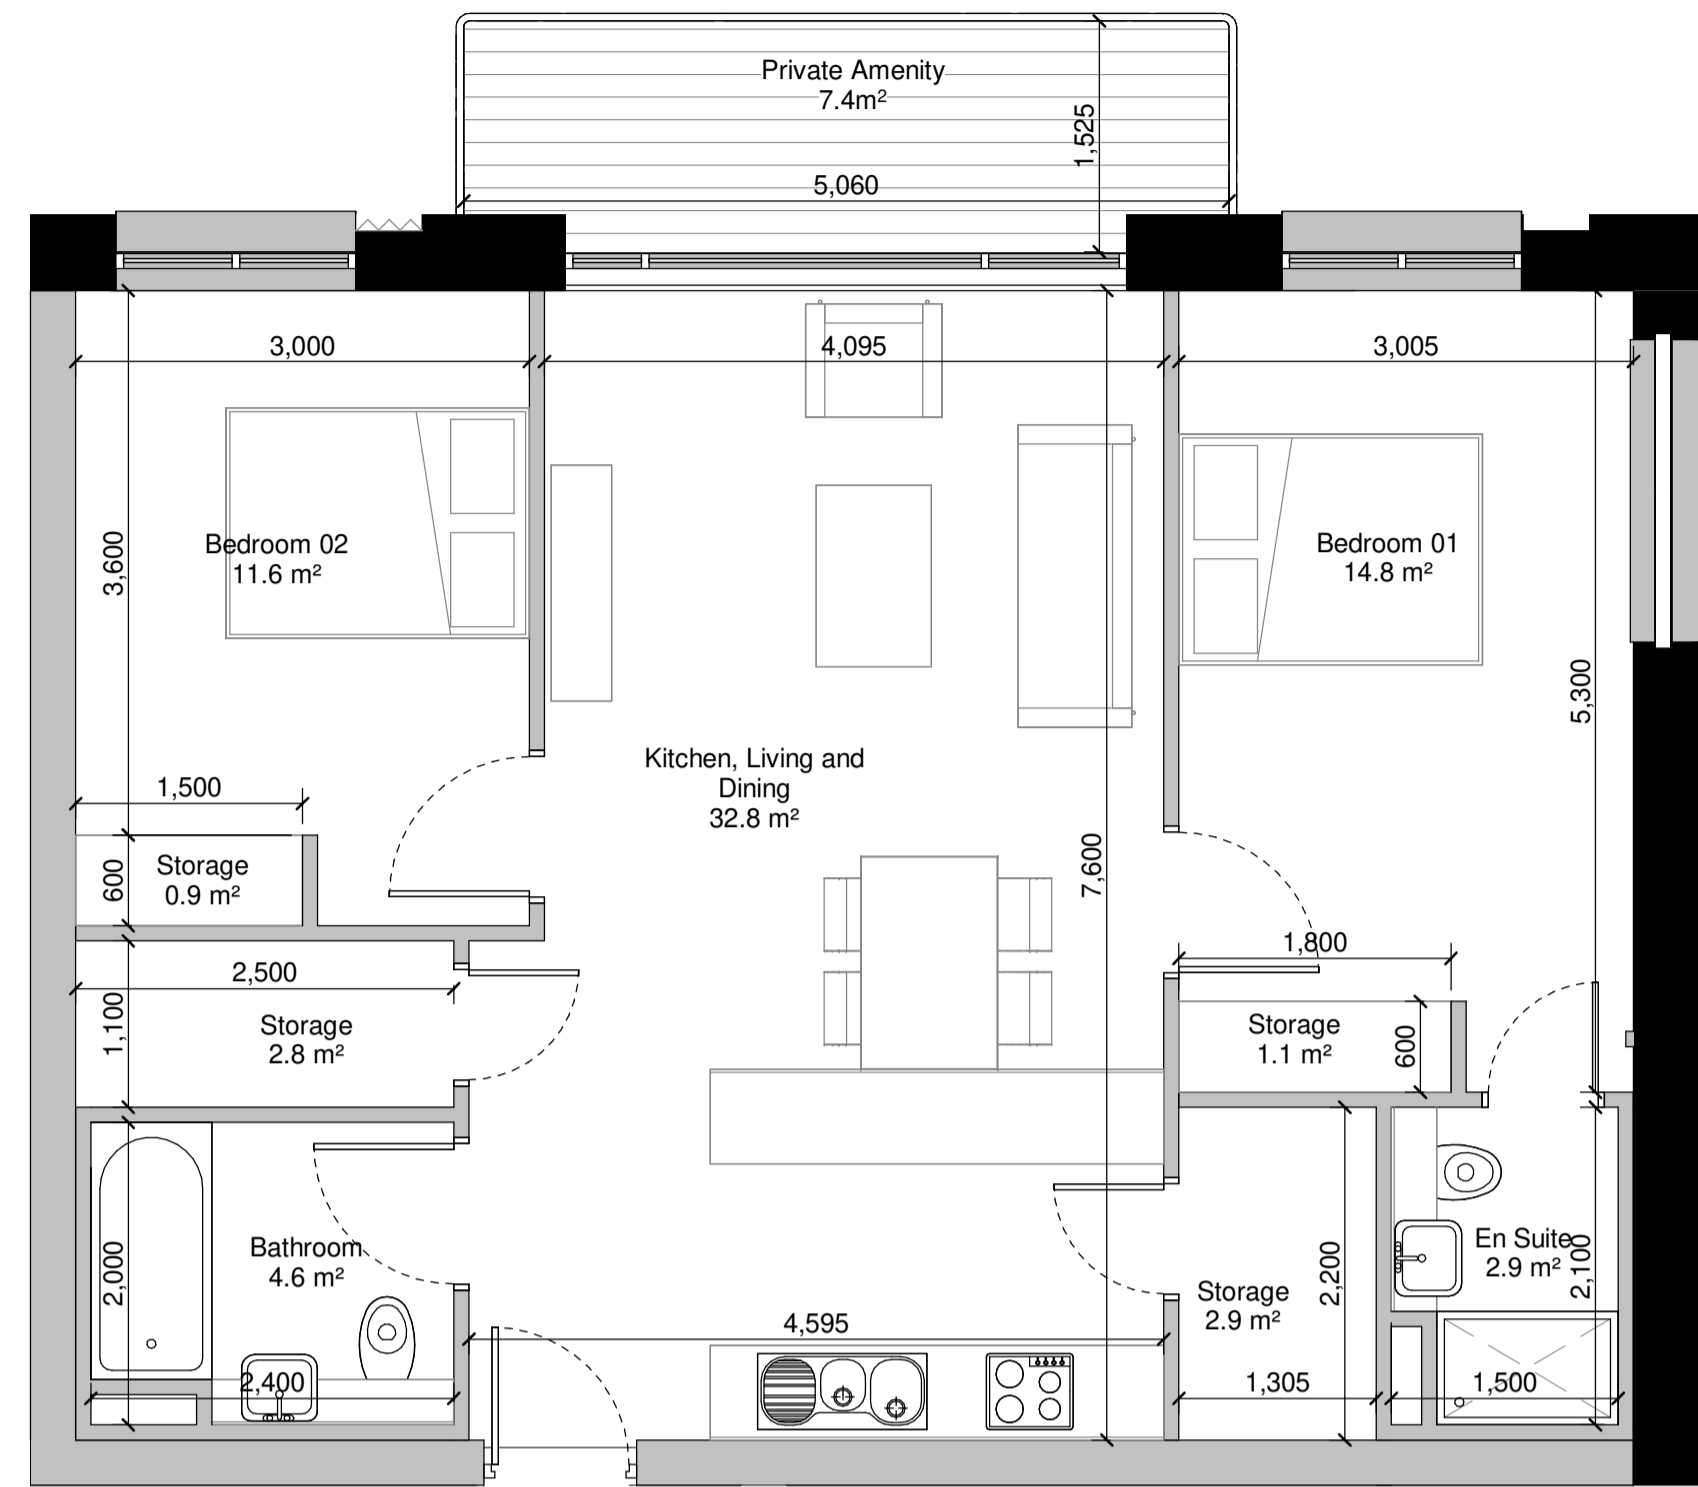 Private Amenity
7.4m²
1,525
5,060
3,000
4,095
3,005
Bedroom 02
11.6 m²
3,600
Bedroom 01
14.8 m²
5,300
Kitchen, Living and
Dining
32.8 m²
7,600
1,500
Storage
0.9 m²
600
1,800
2,500
Storage
2.8 m²
1,100
Storage
1.1 m²
600
Bathroom
4.6 m²
2,000
2,400
4,595
Storage
2.9 m²
2,200
1,305
En Suite
2.9 m²
2,100
1,500